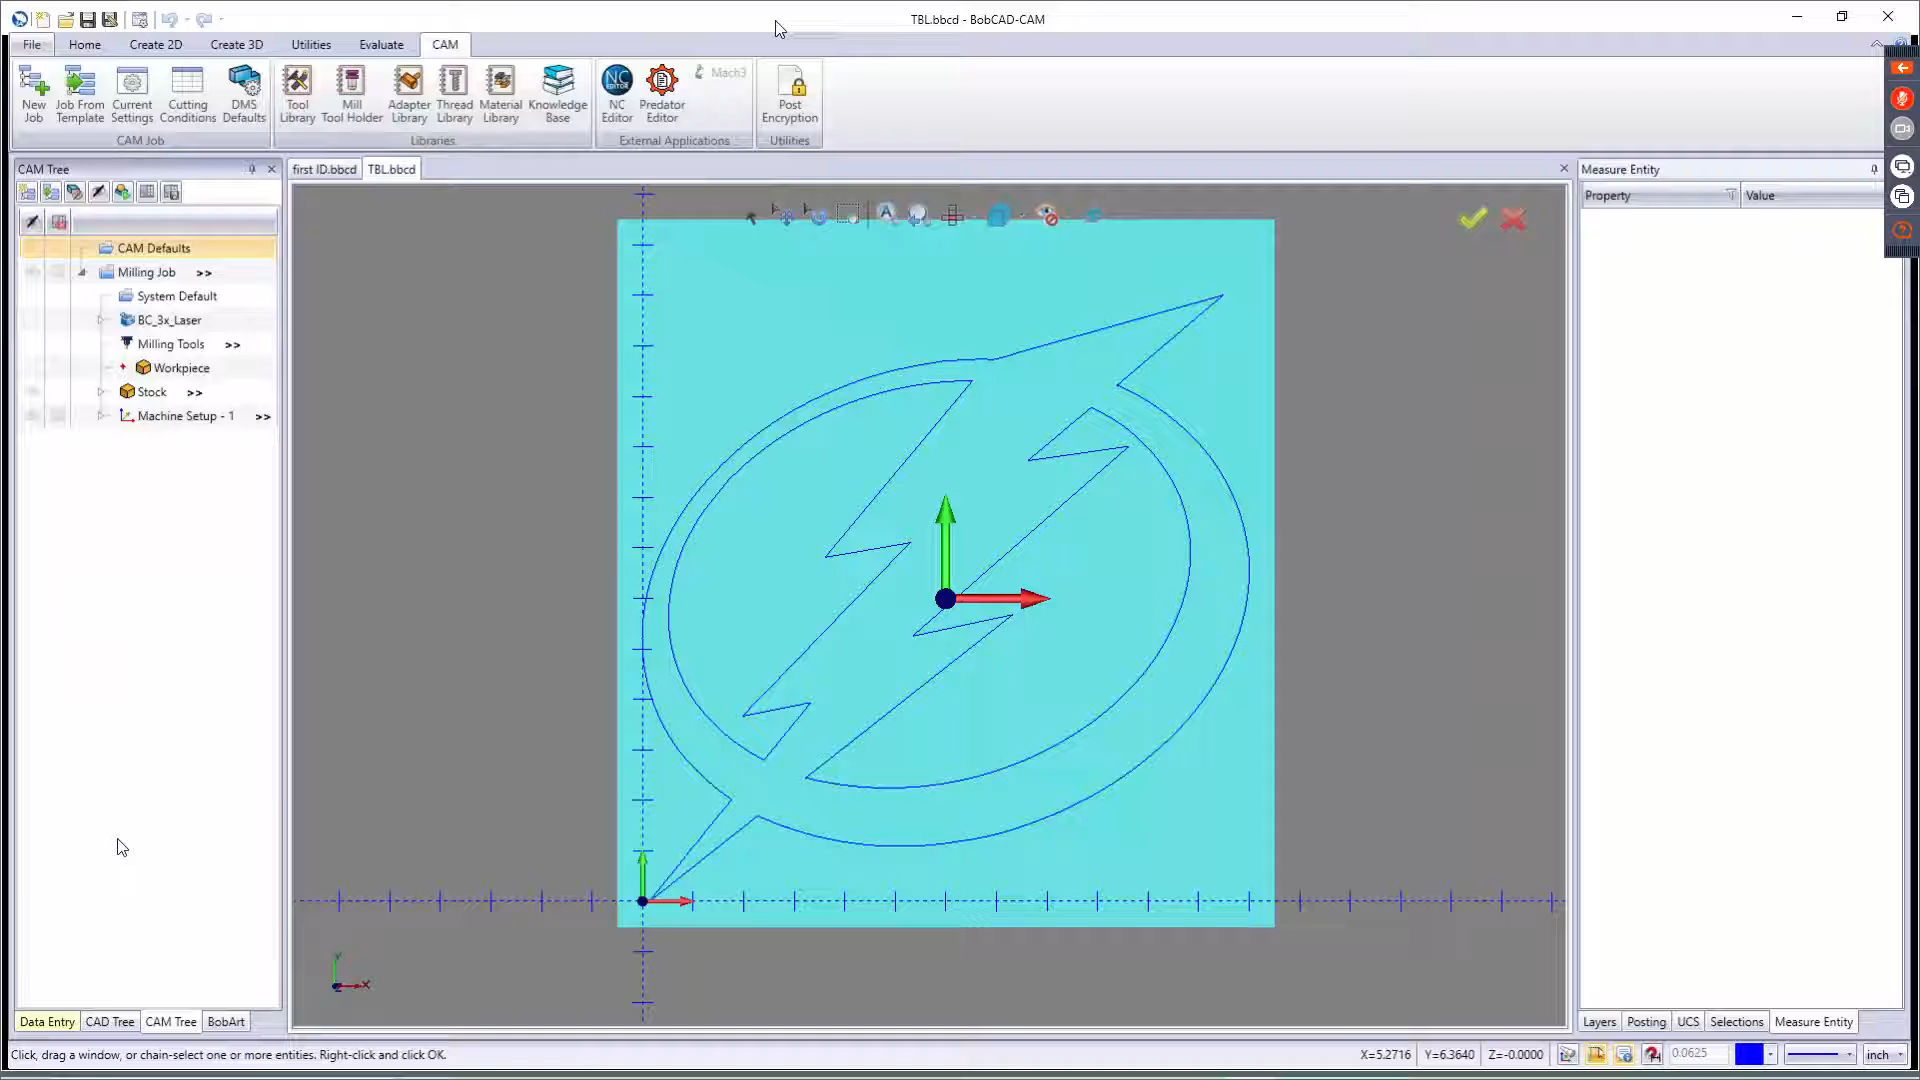 TBL.bbcd - BobCAD-CAM
File Home Create 2D Create 3D Utilities Evaluate CAM
New Job
Job From Template
Current Settings
Cutting Conditions
DMS Defaults
CAM Job
Tool Library
Mill Tool Holder
Adapter Library
Thread Library
Material Library
Knowledge Base
Libraries
NC Editor
Predator Editor
Mach3
External Applications
Post Encryption
Utilities
CAM Tree
first ID.bbcd TBL.bbcd
Measure Entity
Property Value
CAM Defaults
Milling Job >>
System Default
BC_3x_Laser
Milling Tools >>
Workpiece
Stock >>
Machine Setup - 1 >>
Y
X
Data Entry CAD Tree CAM Tree BobArt
Layers Posting UCS Selections Measure Entity
Click, drag a window, or chain-select one or more entities. Right-click and click OK.
X=5.2716 Y=6.3640 Z=-0.0000 0.0625 inch